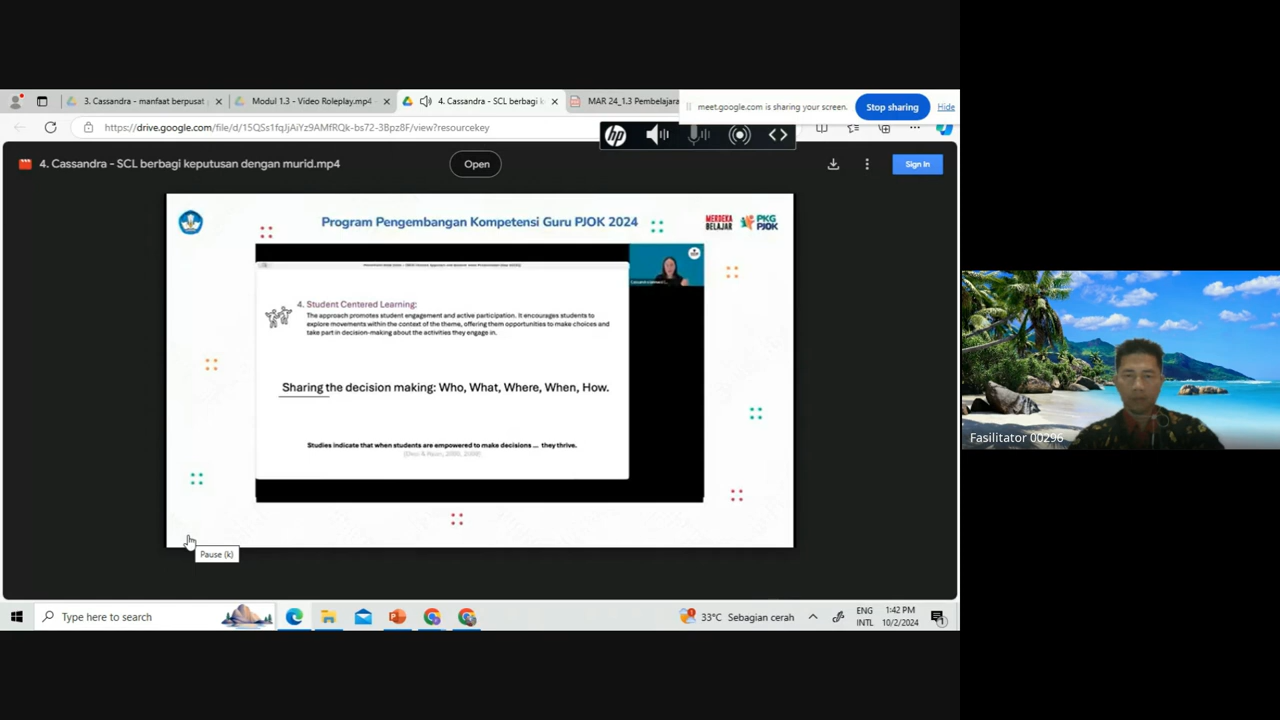 3. Cassandra - manfaat berpusat
Modul 1.3 - Video Roleplay.mp4
4. Cassandra - SCL berbagi k
MAR 24_1.3 Pembelajara
meet.google.com is sharing your screen.
Stop sharing
Hide
https://drive.google.com/file/d/15QSs1fqJjAiYz9AMfRQk-bs72-3Bpz8F/view?resourcekey
hp
4. Cassandra - SCL berbagi keputusan dengan murid.mp4
Open
Sign In
Program Pengembangan Kompetensi Guru PJOK 2024
MERDEKA
BELAJAR
PKG
PJOK
4. Student Centered Learning:
The approach promotes student engagement and active participation. It encourages students to
explore movements within the context of the theme, offering them opportunities to make choices and
take part in decision-making about the activities they engage in.
Sharing the decision making: Who, What, Where, When, How.
Studies indicate that when students are empowered to make decisions ... they thrive.
Pause (k)
Fasilitator 00296
Type here to search
33°C Sebagian cerah
ENG
INTL
1:42 PM
10/2/2024
1